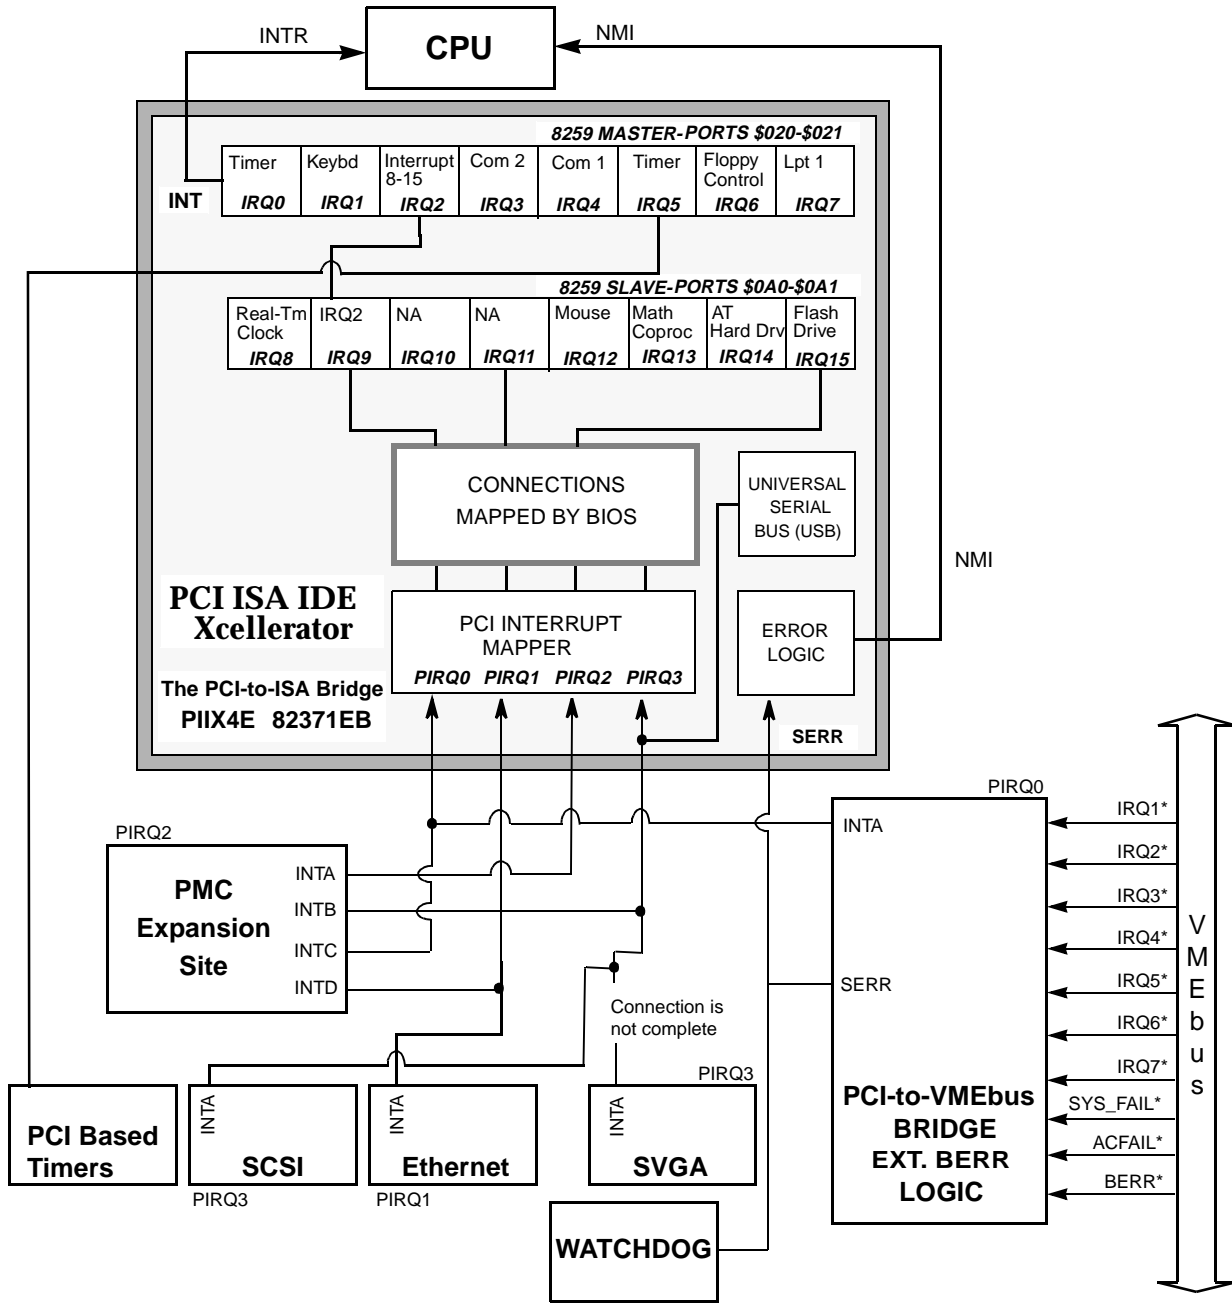 INTR
CPU
NMI
8259 MASTER-PORTS $020-$021
Timer
Keybd
Interrupt
8-15
Com 2
Com 1
Timer
Floppy
Control
Lpt 1
INT
IRQ0
IRQ1
IRQ2
IRQ3
IRQ4
IRQ5
IRQ6
IRQ7
8259 SLAVE-PORTS $0A0-$0A1
Real-Tm
Clock
IRQ2
NA
NA
Mouse
Math
Coproc
AT
Hard Drv
Flash
Drive
IRQ8
IRQ9
IRQ10
IRQ11
IRQ12
IRQ13
IRQ14
IRQ15
CONNECTIONS
MAPPED BY BIOS
UNIVERSAL
SERIAL
BUS (USB)
NMI
PCI ISA IDE
Xcellerator
PCI INTERRUPT
MAPPER
PIRQ0 PIRQ1 PIRQ2 PIRQ3
ERROR
LOGIC
The PCI-to-ISA Bridge
PIIX4E 82371EB
SERR
PIRQ2
PMC
Expansion
Site
INTA
INTB
INTC
INTD
PIRQ0
INTA
SERR
PCI-to-VMEbus
BRIDGE
EXT. BERR
LOGIC
IRQ1*
IRQ2*
IRQ3*
IRQ4*
IRQ5*
IRQ6*
IRQ7*
SYS_FAIL*
ACFAIL*
BERR*
VMEbus
Connection is
not complete
PCI Based
Timers
INTA
SCSI
PIRQ3
INTA
Ethernet
PIRQ1
PIRQ3
INTA
SVGA
WATCHDOG